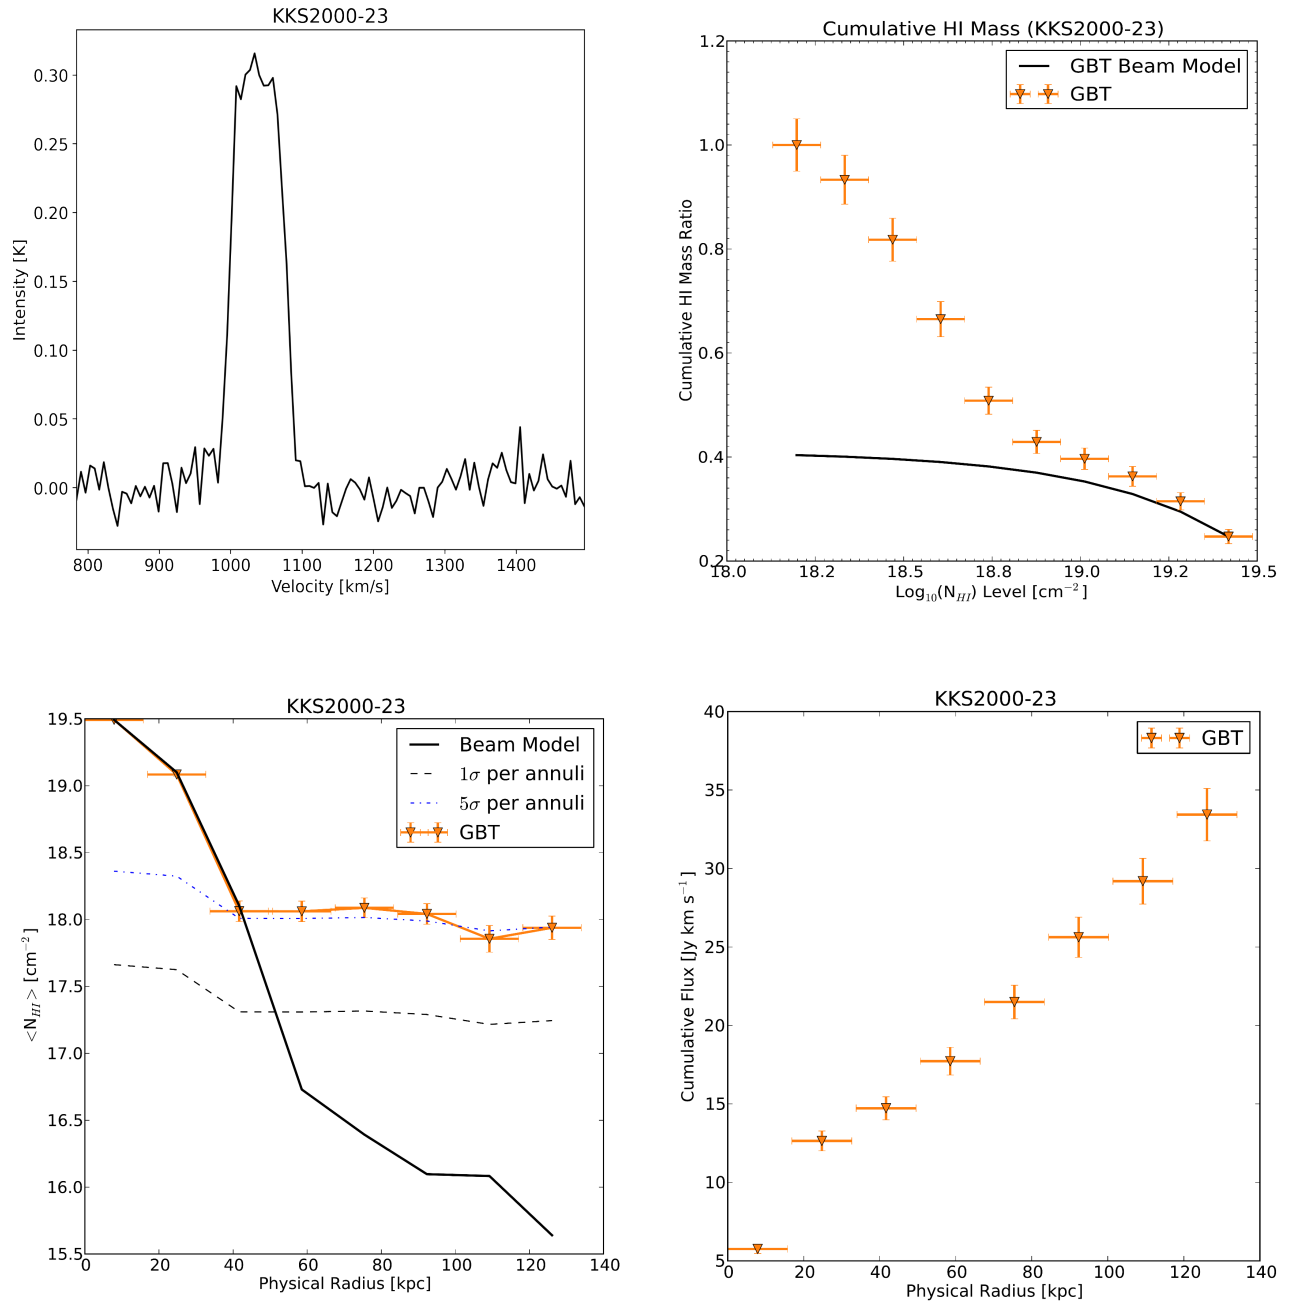 KKS2000-23
0.30
0.25
0.20
0.15
0.10
0.05
0.00
Intensity [K]
800 900 1000 1100 1200 1300 1400
Velocity [km/s]
Cumulative HI Mass (KKS2000-23)
GBT Beam Model
GBT
1.2
1.0
0.8
0.6
0.4
0.2
Cumulative HI Mass Ratio
18.0 18.2 18.5 18.8 19.0 19.2 19.5
Log₁₀(N_HI) Level [cm⁻²]
KKS2000-23
Beam Model
1σ per annuli
5σ per annuli
GBT
19.5
19.0
18.5
18.0
17.5
17.0
16.5
16.0
15.5
<N_HI> [cm⁻²]
0 20 40 60 80 100 120 140
Physical Radius [kpc]
KKS2000-23
GBT
40
35
30
25
20
15
10
5
Cumulative Flux [Jy km s⁻¹]
0 20 40 60 80 100 120 140
Physical Radius [kpc]